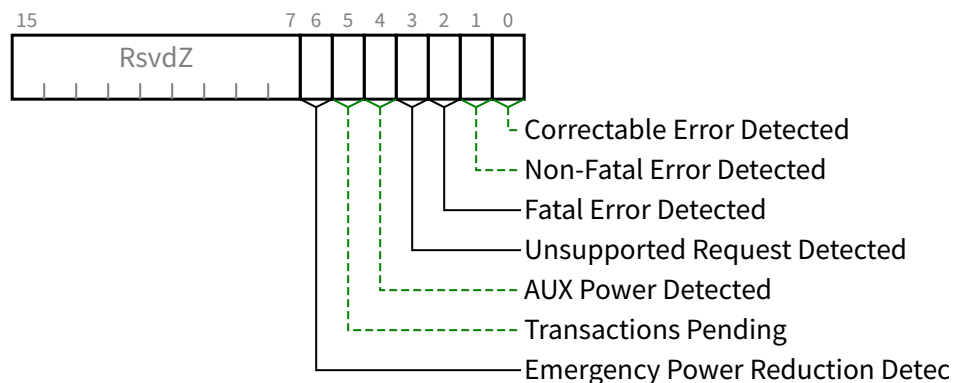 15 7 6 5 4 3 2 1 0
RsvdZ
Correctable Error Detected
Non-Fatal Error Detected
Fatal Error Detected
Unsupported Request Detected
AUX Power Detected
Transactions Pending
Emergency Power Reduction Detec